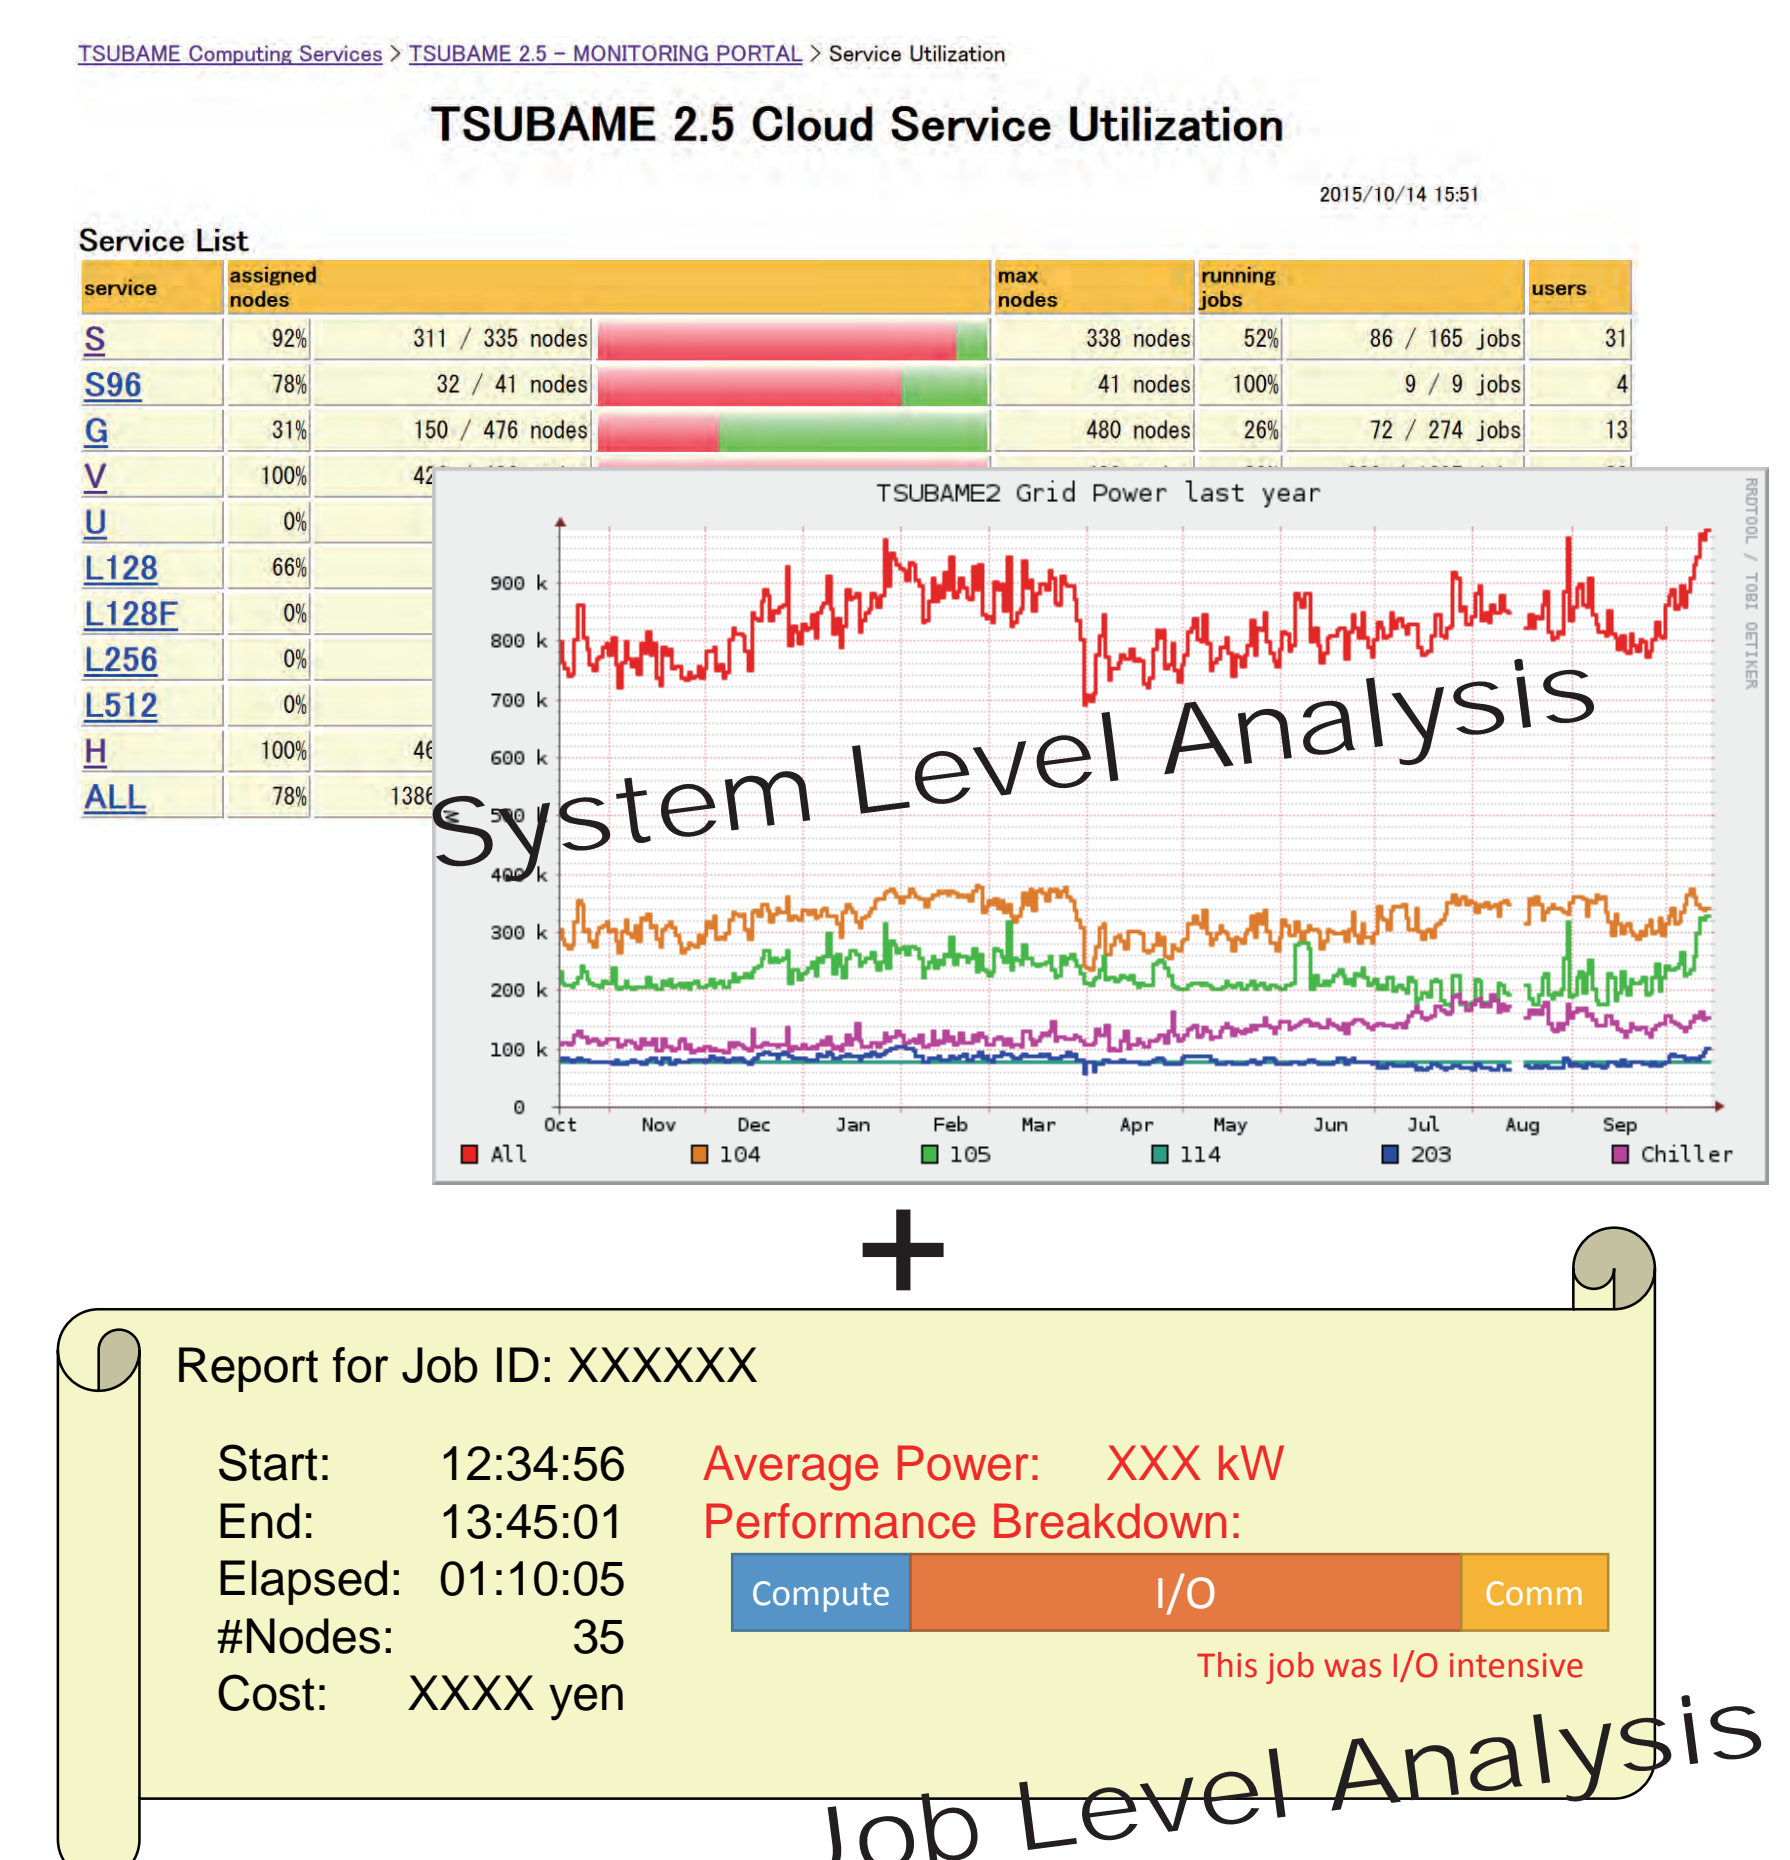 TSUBAME Computing Services > TSUBAME 2.5 - MONITORING PORTAL > Service Utilization
TSUBAME 2.5 Cloud Service Utilization
2015/10/14 15:51
Service List
service assigned nodes max nodes running jobs users
S 92% 311 / 335 nodes 338 nodes 52% 86 / 165 jobs 31
S96 78% 32 / 41 nodes 41 nodes 100% 9 / 9 jobs 4
G 31% 150 / 476 nodes 480 nodes 26% 72 / 274 jobs 13
V 100% 42
U 0%
L128 66%
L128F 0%
L256 0%
L512 0%
H 100% 46
ALL 78% 1386
TSUBAME2 Grid Power last year
RRDTOOL / TOBI OETIKER
900 k
800 k
700 k
600 k
500 k
400 k
300 k
200 k
100 k
0
W
System Level Analysis
Oct Nov Dec Jan Feb Mar Apr May Jun Jul Aug Sep
All 104 105 114 203 Chiller
+
Report for Job ID: XXXXXX
Start: 12:34:56 Average Power: XXX kW
End: 13:45:01 Performance Breakdown:
Elapsed: 01:10:05 Compute I/O Comm
#Nodes: 35
This job was I/O intensive
Cost: XXXX yen
Job Level Analysis